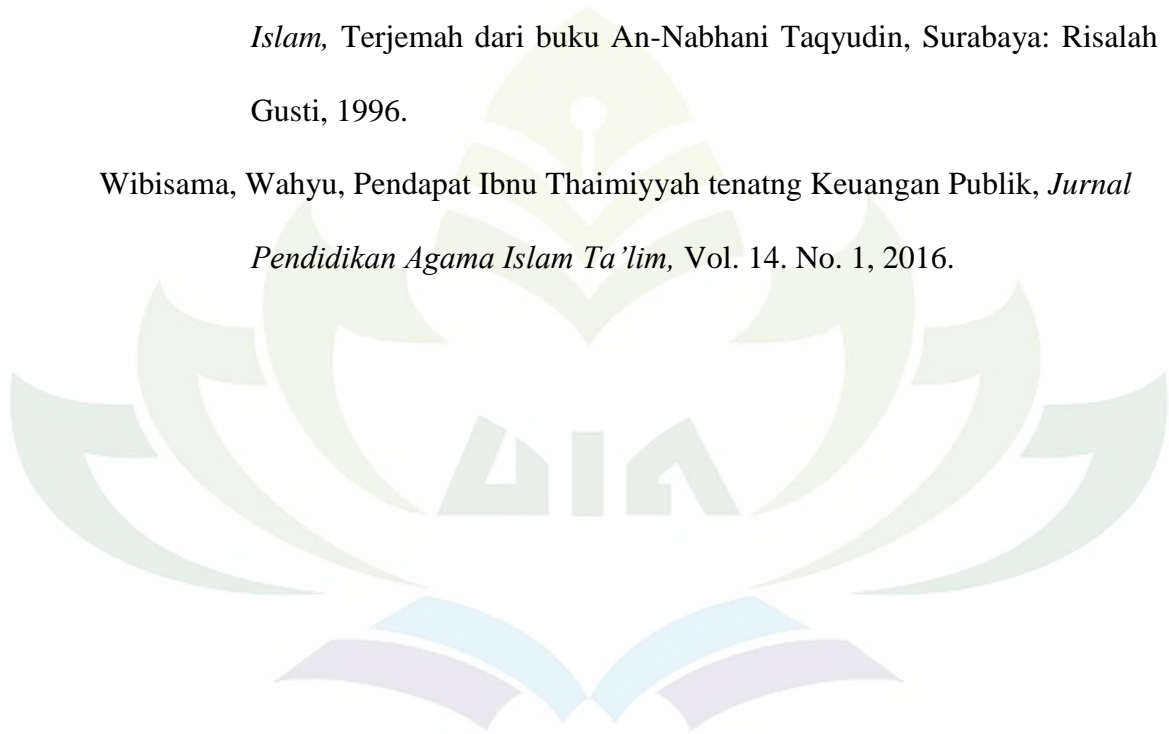 Islam, Terjemah dari buku An-Nabhani Taqyudin, Surabaya: Risalah
Gusti, 1996.
Wibisama, Wahyu, Pendapat Ibnu Thaimiyyah tenatng Keuangan Publik, Jurnal
Pendidikan Agama Islam Ta’lim, Vol. 14. No. 1, 2016.
UIN